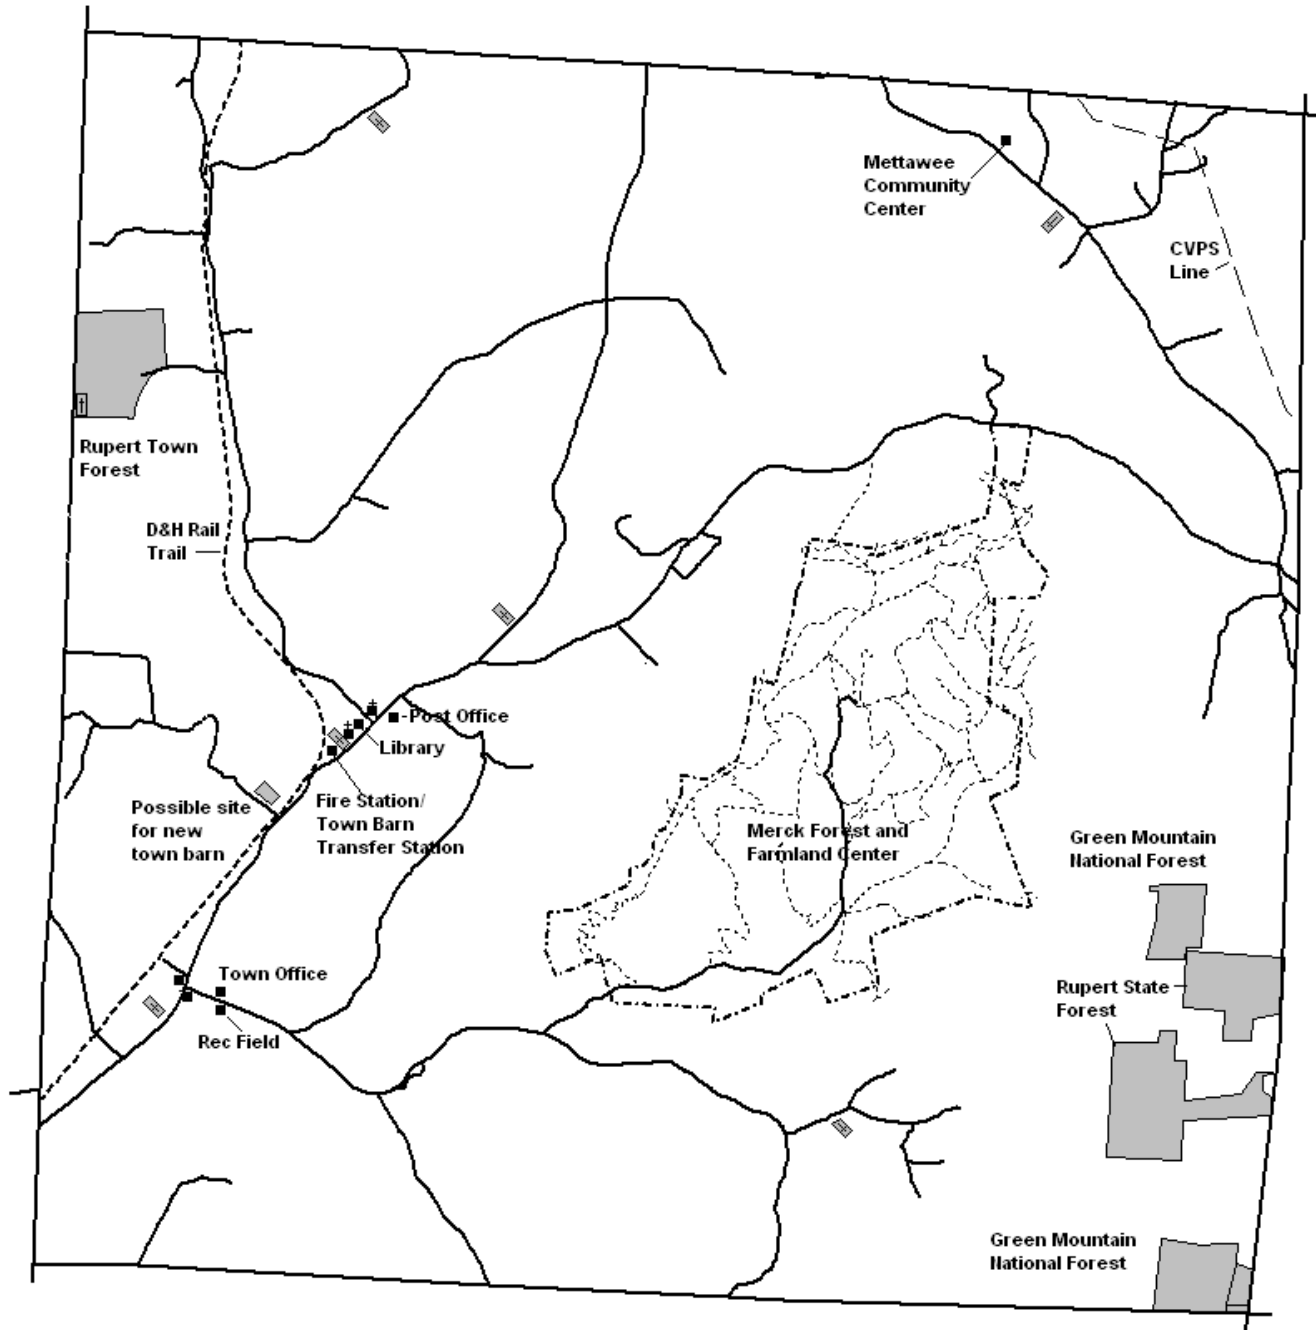 Mettawee
Community
Center
CVPS
Line
Rupert Town
Forest
D&H Rail
Trail
Post Office
Library
Possible site
for new
town barn
Fire Station/
Town Barn
Transfer Station
Merck Forest and
Farmland Center
Green Mountain
National Forest
Town Office
Rec Field
Rupert State
Forest
Green Mountain
National Forest